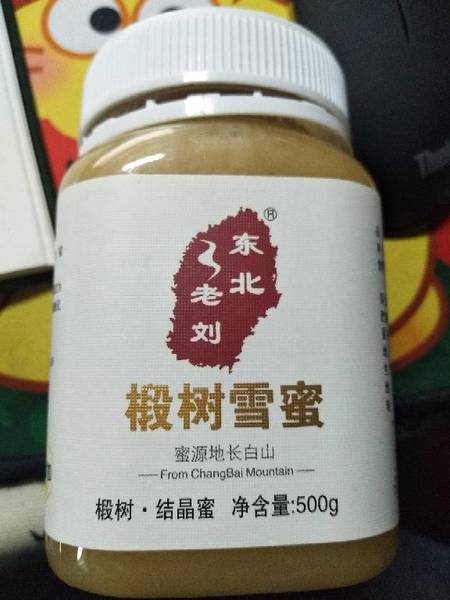 东北
老刘
®
椴树雪蜜
蜜源地长白山
From ChangBai Mountain
椴树·结晶蜜 净含量:500g
Think